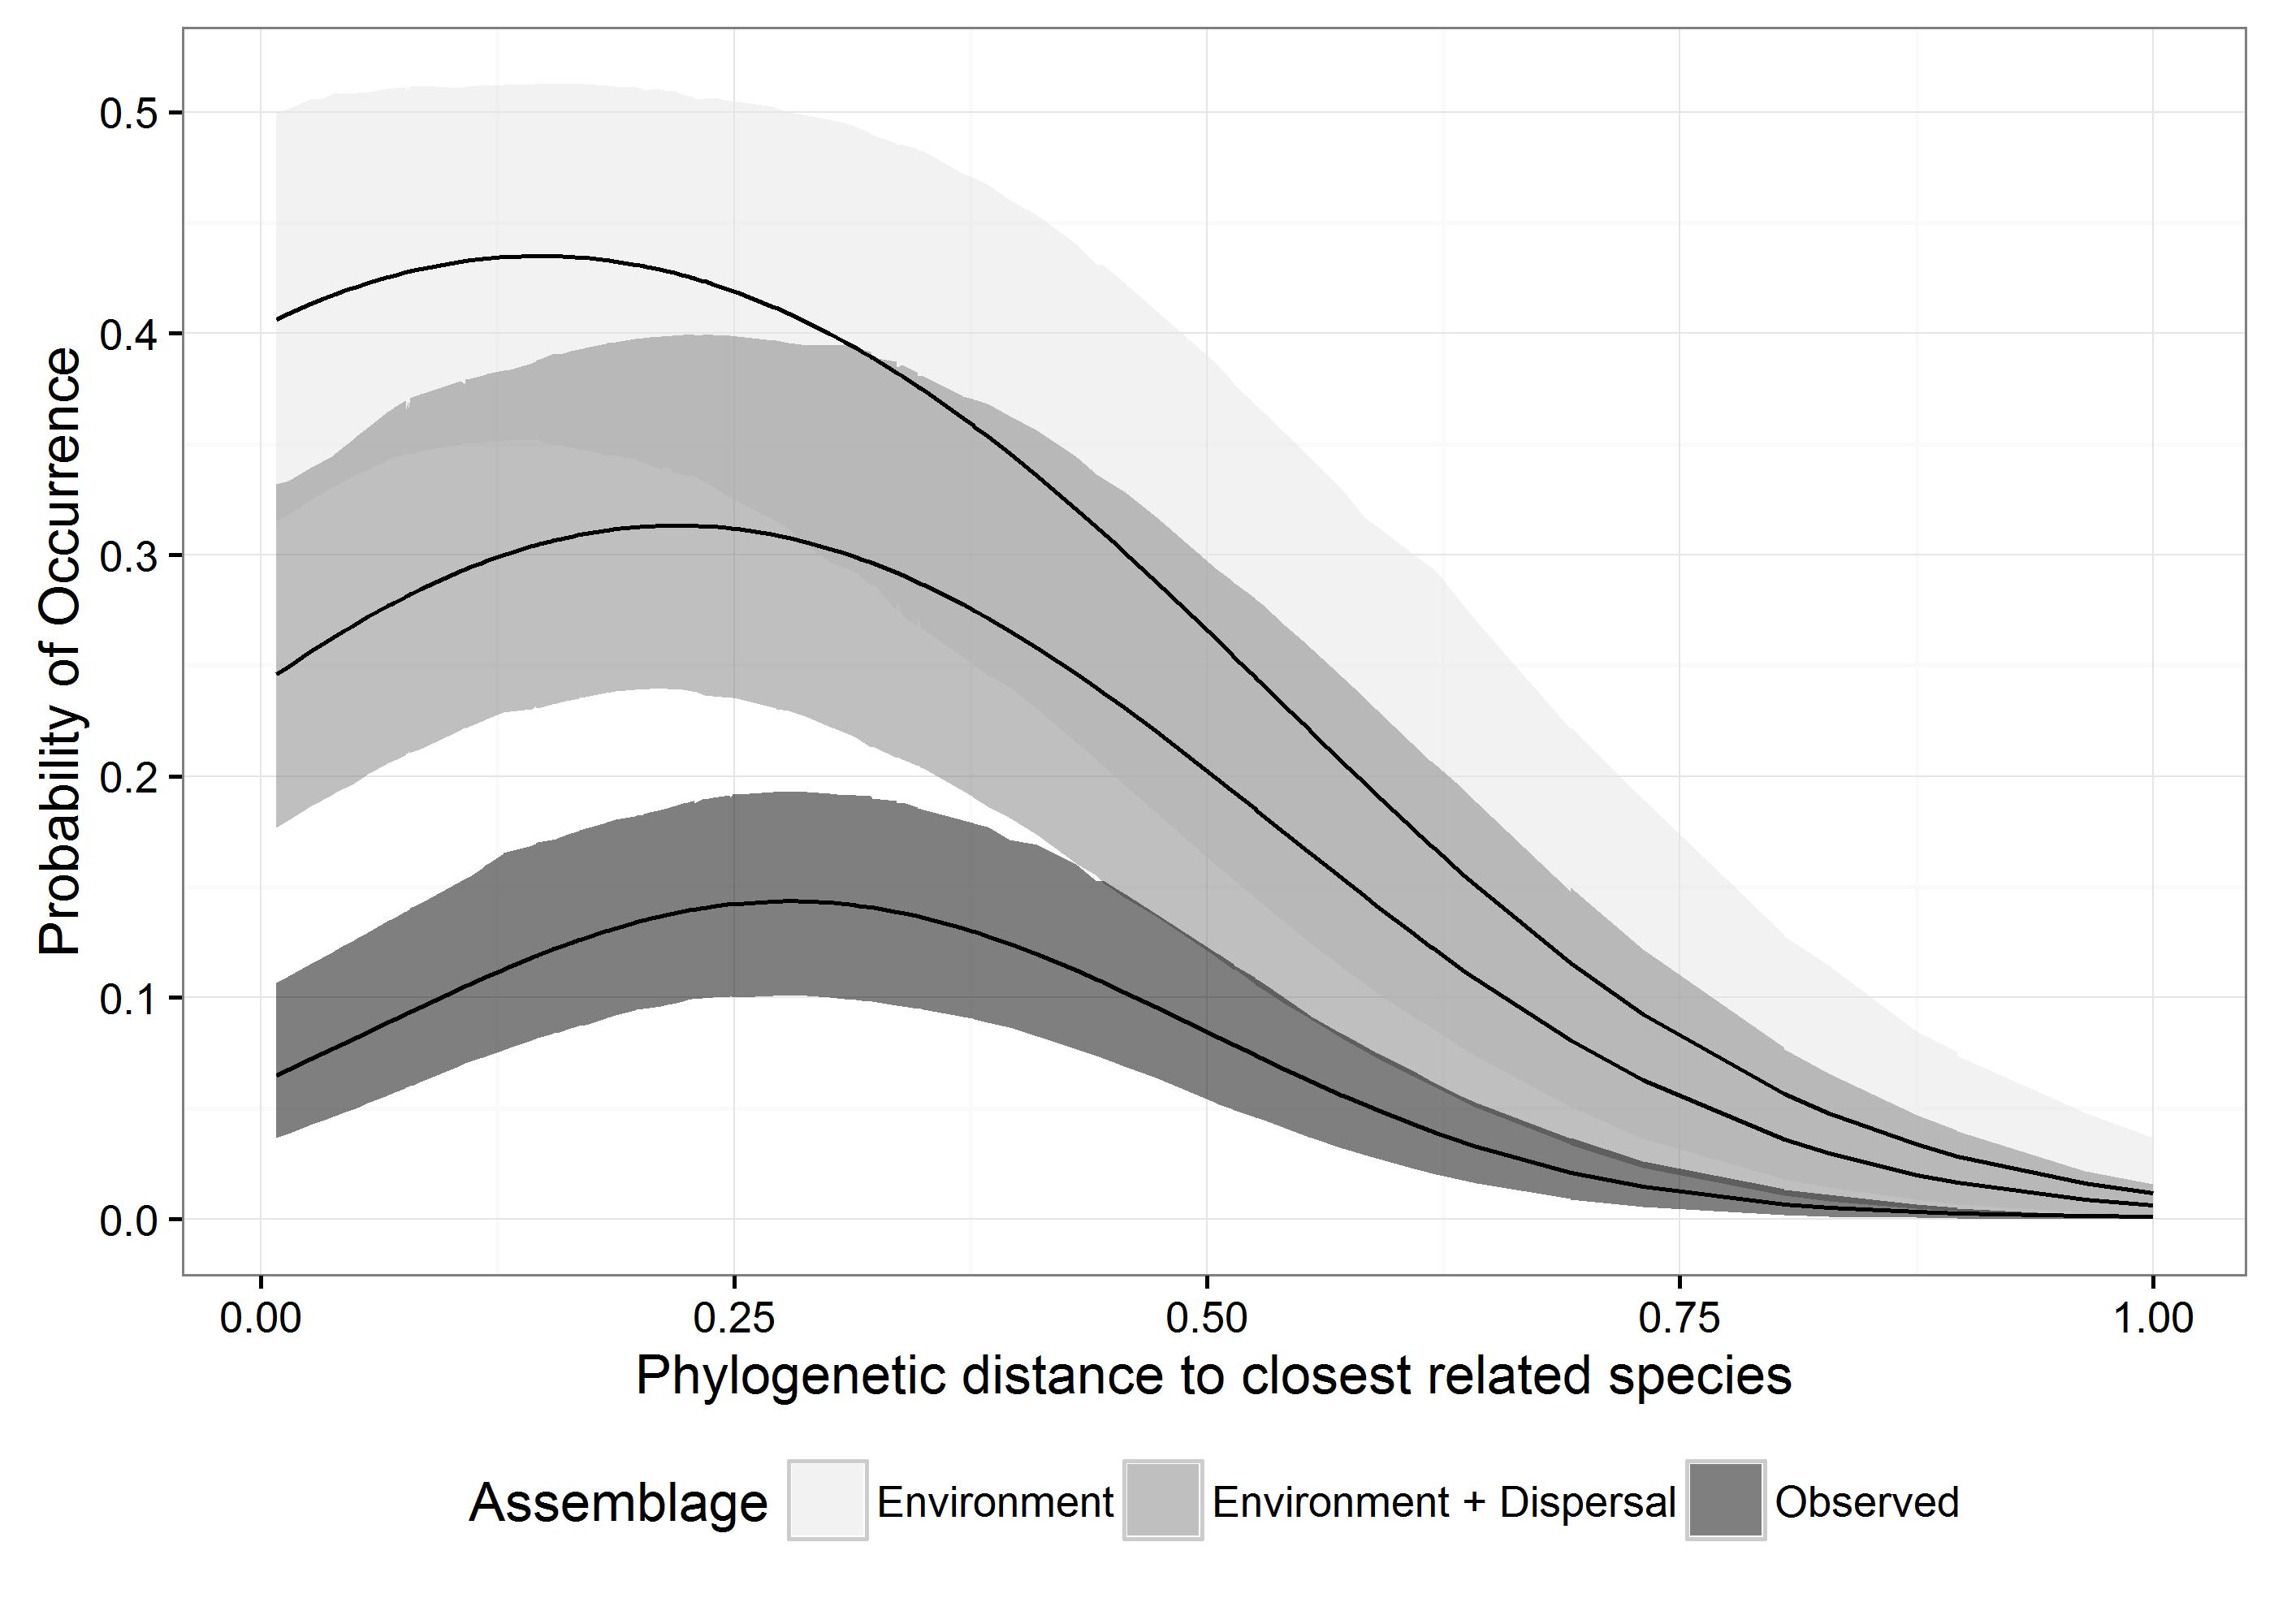 Probability of Occurrence
0.5
0.4
0.3
0.2
0.1
0.0
0.00 0.25 0.50 0.75 1.00
Phylogenetic distance to closest related species
Assemblage Environment Environment + Dispersal Observed